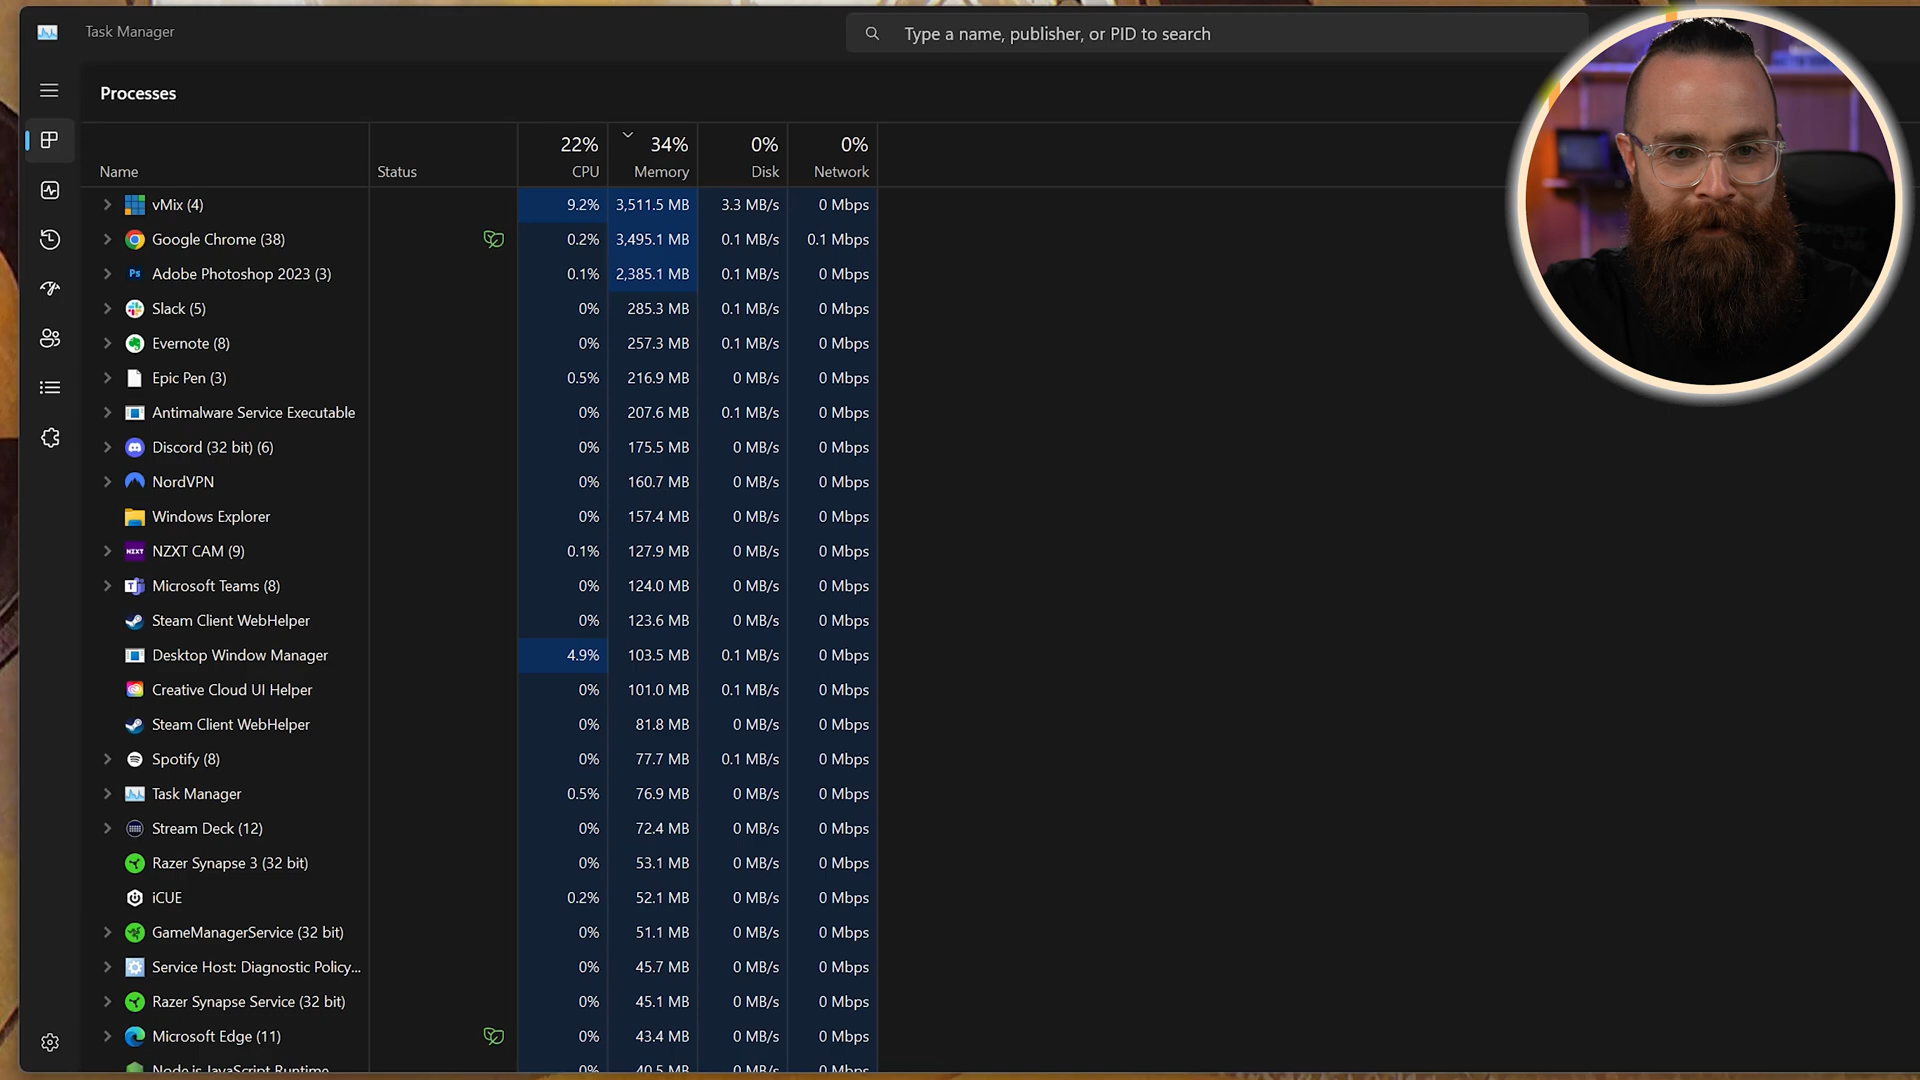 Task Manager
Type a name, publisher, or PID to search
Processes
22% 34% 0% 0%
Name Status CPU Memory Disk Network
vMix (4) 9.2% 3,511.5 MB 3.3 MB/s 0 Mbps
Google Chrome (38) 0.2% 3,495.1 MB 0.1 MB/s 0.1 Mbps
Ps Adobe Photoshop 2023 (3) 0.1% 2,385.1 MB 0.1 MB/s 0 Mbps
Slack (5) 0% 285.3 MB 0.1 MB/s 0 Mbps
Evernote (8) 0% 257.3 MB 0.1 MB/s 0 Mbps
Epic Pen (3) 0.5% 216.9 MB 0 MB/s 0 Mbps
Antimalware Service Executable 0% 207.6 MB 0.1 MB/s 0 Mbps
Discord (32 bit) (6) 0% 175.5 MB 0 MB/s 0 Mbps
NordVPN 0% 160.7 MB 0 MB/s 0 Mbps
Windows Explorer 0% 157.4 MB 0 MB/s 0 Mbps
NZXT NZXT CAM (9) 0.1% 127.9 MB 0 MB/s 0 Mbps
Microsoft Teams (8) 0% 124.0 MB 0 MB/s 0 Mbps
Steam Client WebHelper 0% 123.6 MB 0 MB/s 0 Mbps
Desktop Window Manager 4.9% 103.5 MB 0.1 MB/s 0 Mbps
Creative Cloud UI Helper 0% 101.0 MB 0.1 MB/s 0 Mbps
Steam Client WebHelper 0% 81.8 MB 0 MB/s 0 Mbps
Spotify (8) 0% 77.7 MB 0.1 MB/s 0 Mbps
Task Manager 0.5% 76.9 MB 0 MB/s 0 Mbps
Stream Deck (12) 0% 72.4 MB 0 MB/s 0 Mbps
Razer Synapse 3 (32 bit) 0% 53.1 MB 0 MB/s 0 Mbps
iCUE 0.2% 52.1 MB 0 MB/s 0 Mbps
GameManagerService (32 bit) 0% 51.1 MB 0 MB/s 0 Mbps
Service Host: Diagnostic Policy... 0% 45.7 MB 0 MB/s 0 Mbps
Razer Synapse Service (32 bit) 0% 45.1 MB 0 MB/s 0 Mbps
Microsoft Edge (11) 0% 43.4 MB 0 MB/s 0 Mbps
Node.js JavaScript Runtime 0% 40.5 MB 0 MB/s 0 Mbps